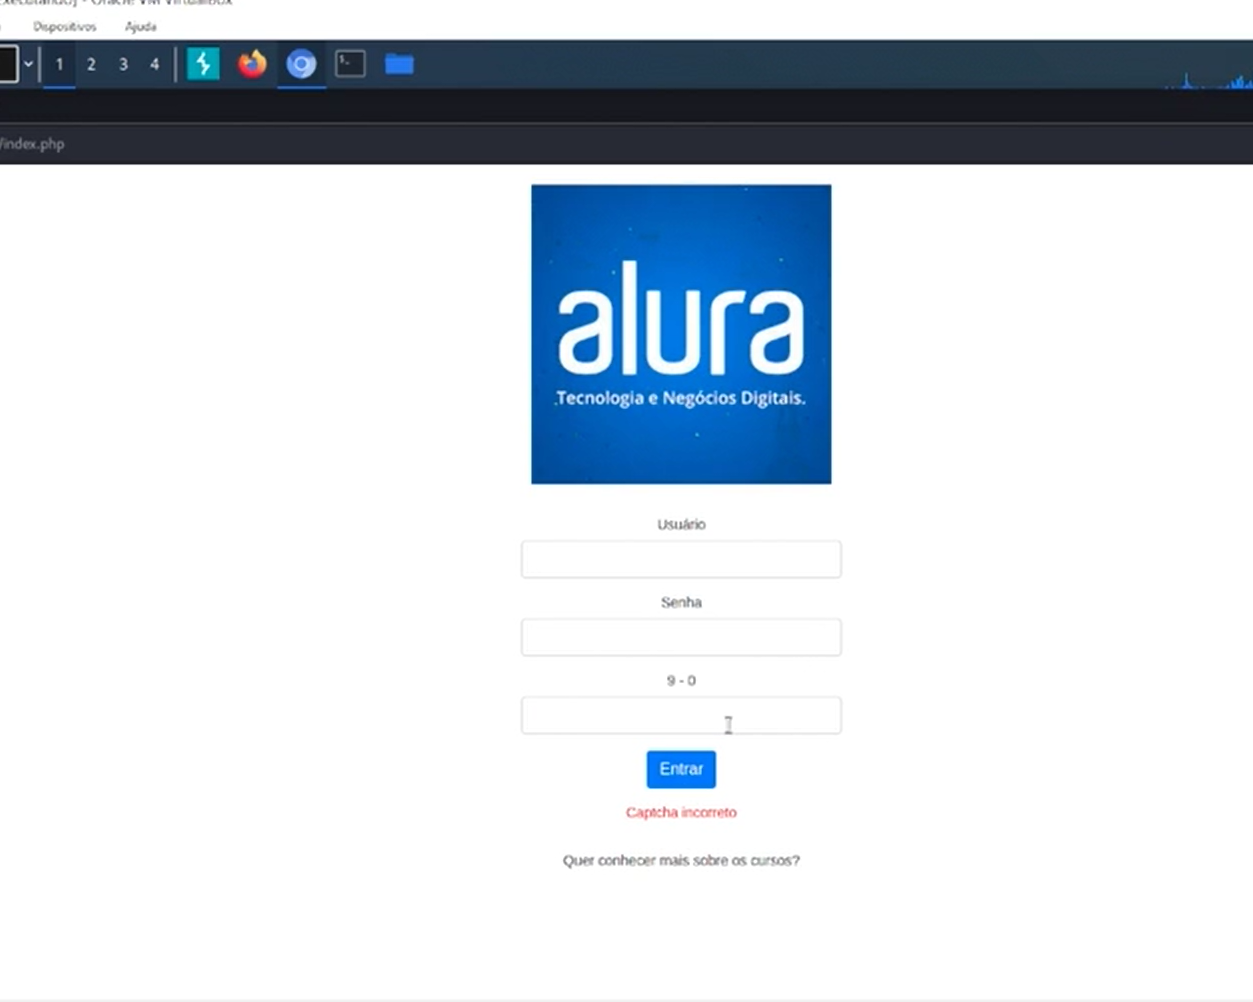 Oracle VM VirtualBox
Dispositivos Ajuda
1 2 3 4
/index.php
alura
Tecnologia e Negócios Digitais.
Usuário
Senha
9 - 0
Entrar
Captcha incorreto
Quer conhecer mais sobre os cursos?